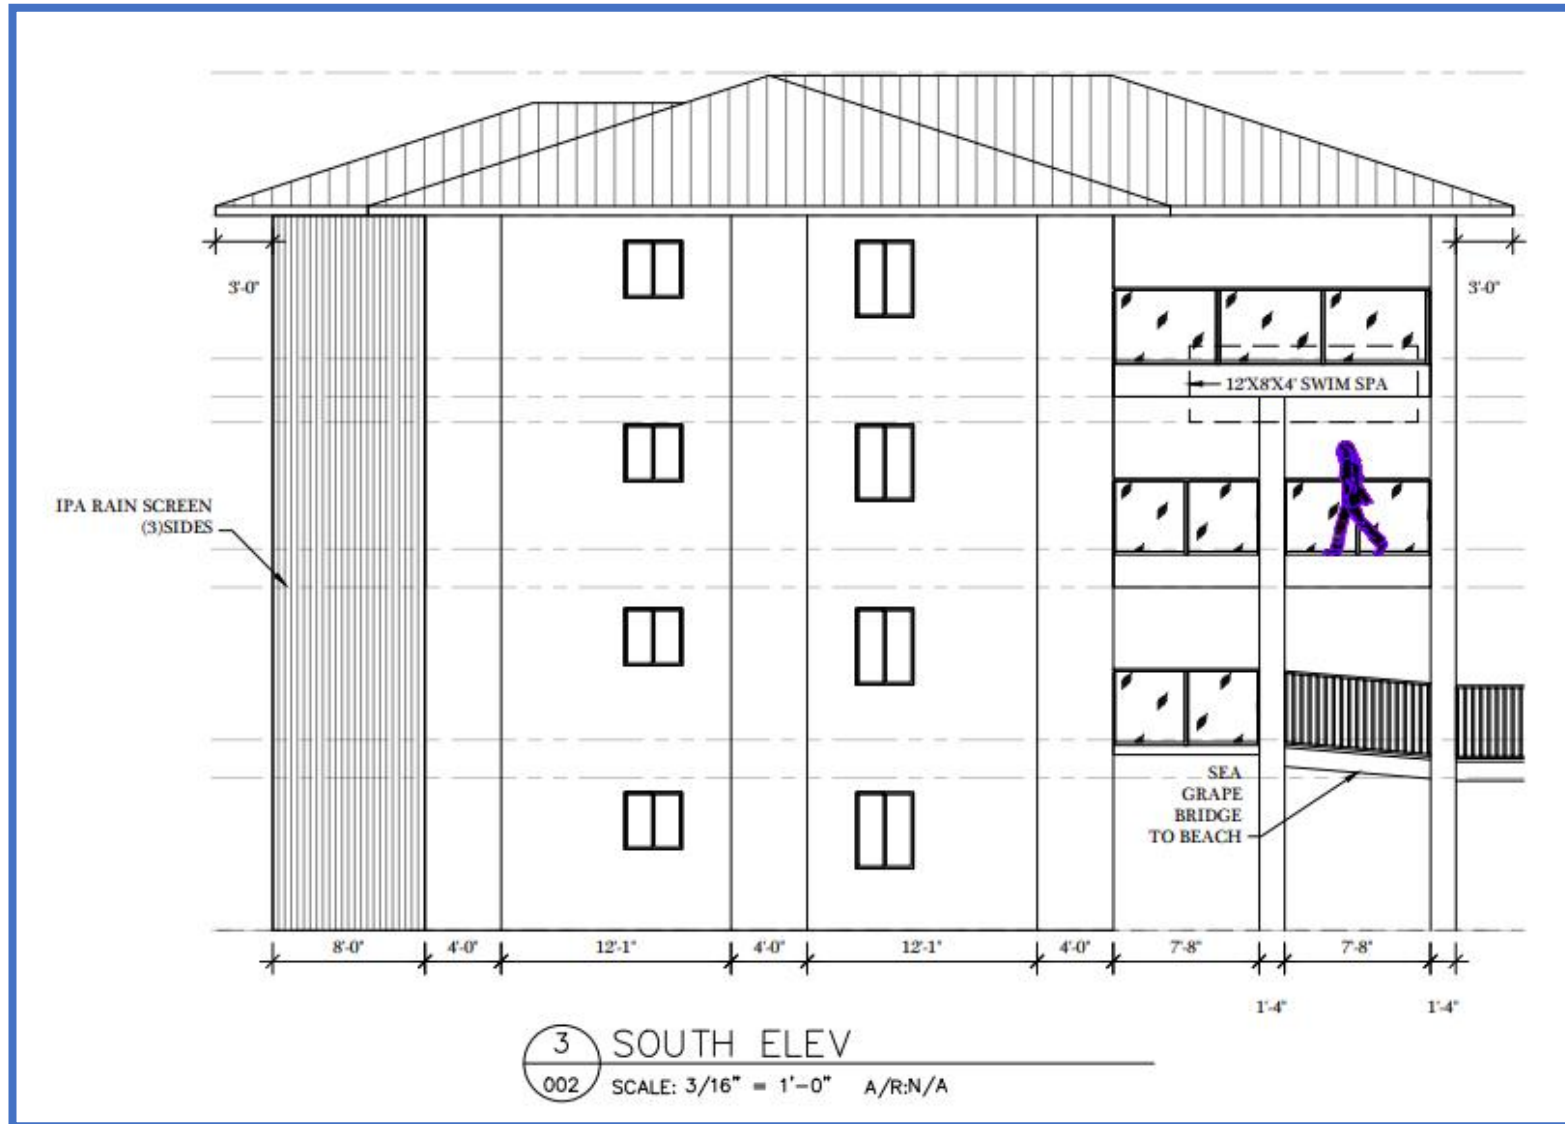 3'-0"
3'-0"
12'X8'X4' SWIM SPA
IPA RAIN SCREEN
(3)SIDES
SEA
GRAPE
BRIDGE
TO BEACH
8'-0"
4'-0"
12'-1"
4'-0"
12'-1"
4'-0"
7'-8"
7'-8"
1'-4"
1'-4"
3
SOUTH ELEV
002
SCALE: 3/16" = 1'-0" A/R:N/A